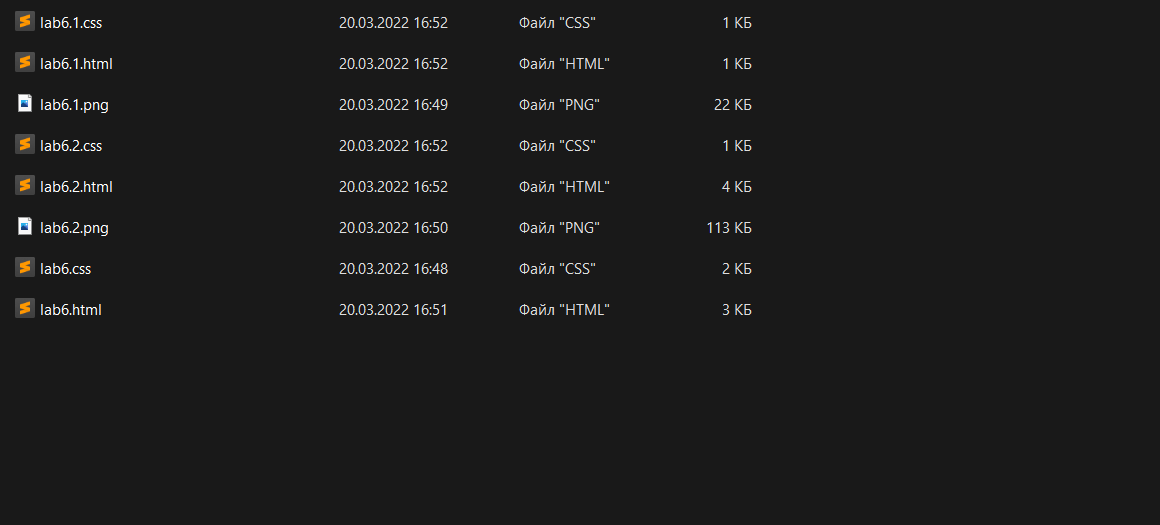 lab6.1.css 20.03.2022 16:52 Файл "CSS" 1 КБ
lab6.1.html 20.03.2022 16:52 Файл "HTML" 1 КБ
lab6.1.png 20.03.2022 16:49 Файл "PNG" 22 КБ
lab6.2.css 20.03.2022 16:52 Файл "CSS" 1 КБ
lab6.2.html 20.03.2022 16:52 Файл "HTML" 4 КБ
lab6.2.png 20.03.2022 16:50 Файл "PNG" 113 КБ
lab6.css 20.03.2022 16:48 Файл "CSS" 2 КБ
lab6.html 20.03.2022 16:51 Файл "HTML" 3 КБ